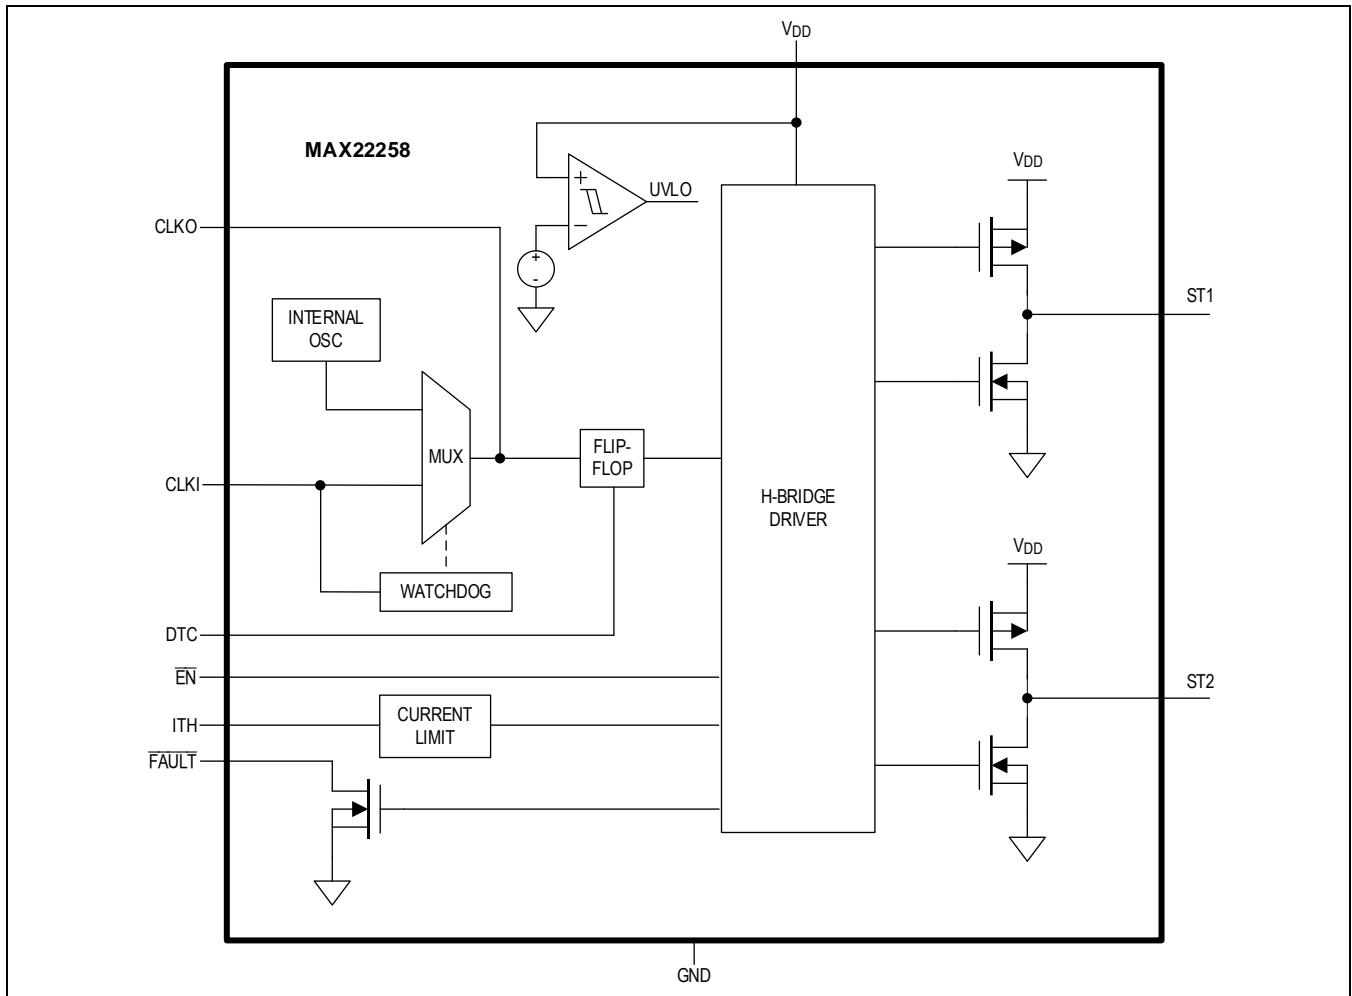 VDD
MAX22258
VDD
+
UVLO
CLKO
−
+
-
ST1
INTERNAL
OSC
FLIP-
FLOP
MUX
CLKI
H-BRIDGE
DRIVER
VDD
WATCHDOG
DTC
EN
ST2
ITH
CURRENT
LIMIT
FAULT
GND